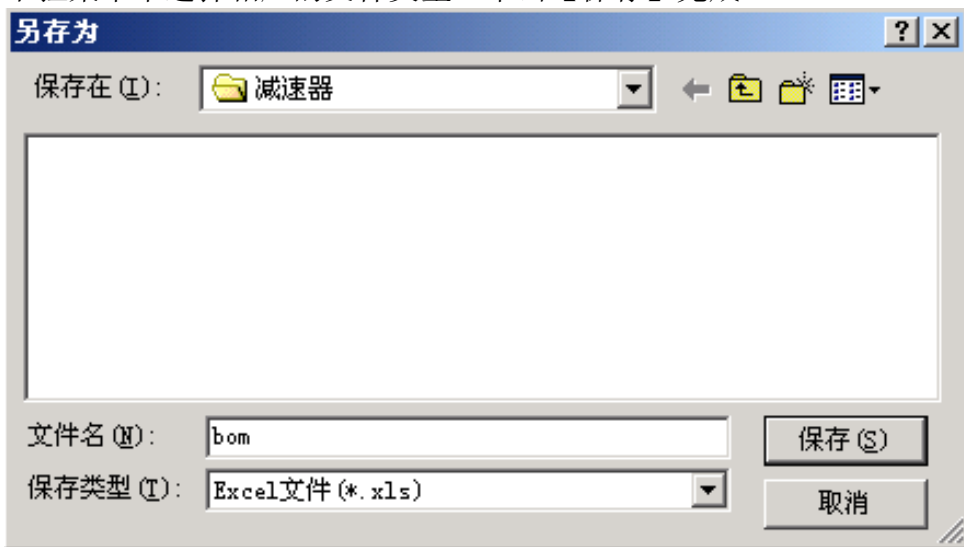 另存为
保存在(I):
减速器
文件名(N):
bom
保存(S)
保存类型(T):
Excel文件(*.xls)
取消